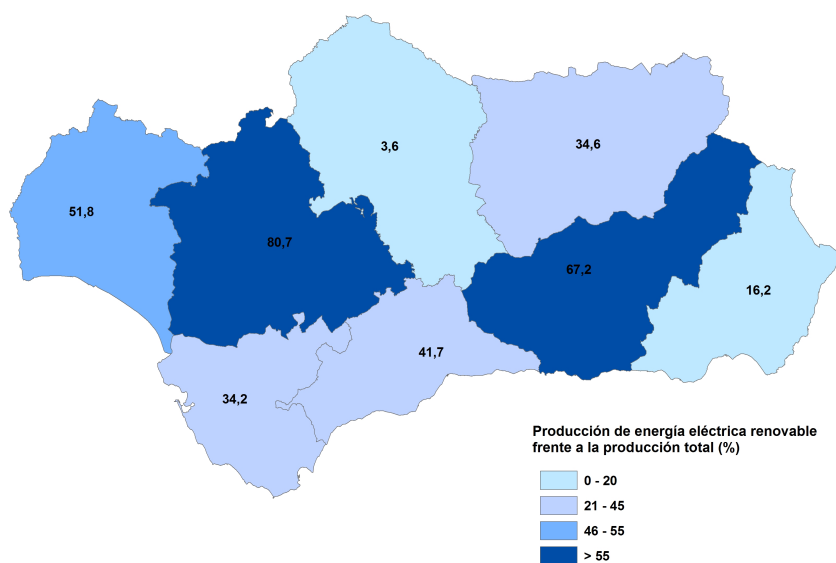 3,6
34,6
51,8
80,7
67,2
16,2
41,7
34,2
Producción de energía eléctrica renovable
frente a la producción total (%)
0 - 20
21 - 45
46 - 55
> 55